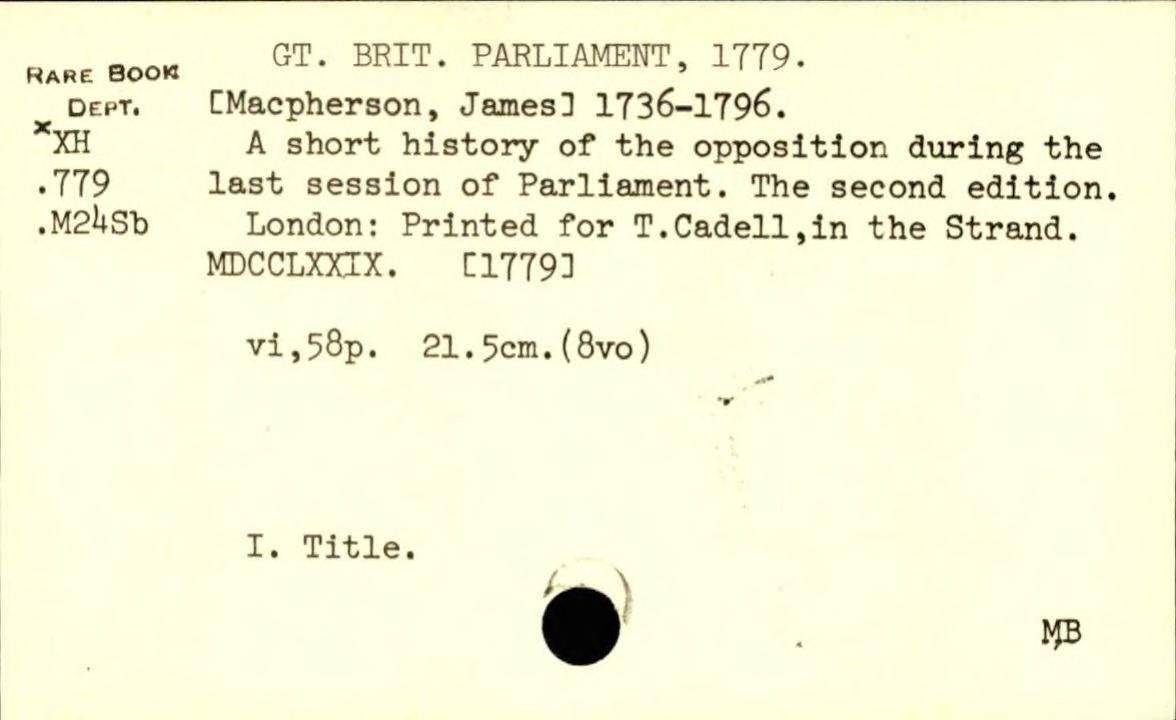 GT. BRIT. PARLIAMENT, 1779.
RARE BOOK
DEPT.
[Macpherson, James] 1736-1796.
xXH
A short history of the opposition during the
.779
last session of Parliament. The second edition.
.M24Sb
London: Printed for T.Cadell,in the Strand.
MDCCLXXIX. [1779]
vi,58p. 21.5cm.(8vo)
I. Title.
MB